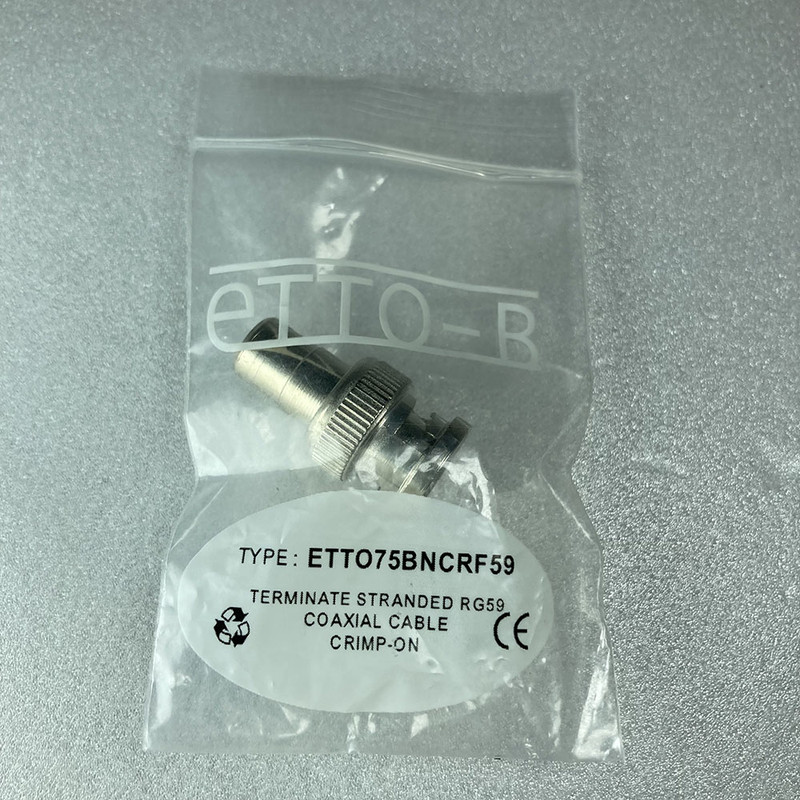 eTTO-B
TYPE: ETTO75BNCRF59
TERMINATE STRANDED RG59
COAXIAL CABLE
CRIMP-ON
CE